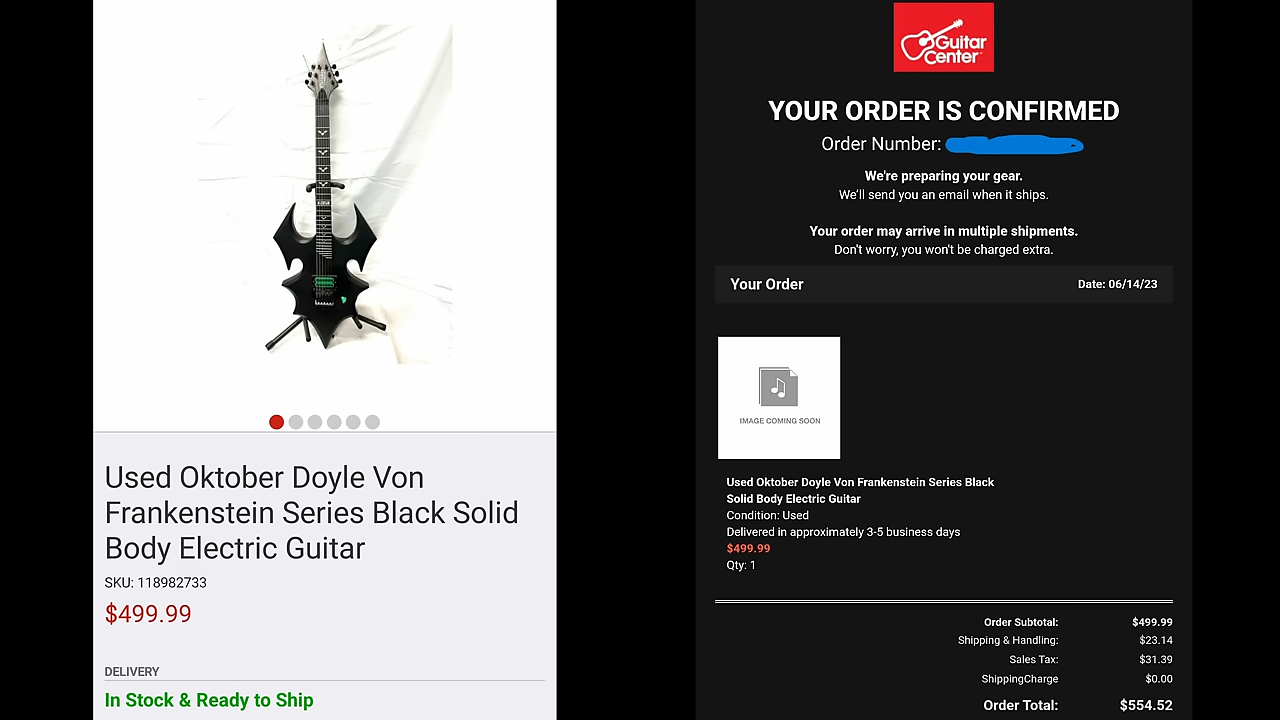 Used Oktober Doyle Von
Frankenstein Series Black Solid
Body Electric Guitar
SKU: 118982733
$499.99
DELIVERY
In Stock & Ready to Ship
Guitar
Center
YOUR ORDER IS CONFIRMED
Order Number:
We're preparing your gear.
We'll send you an email when it ships.
Your order may arrive in multiple shipments.
Don't worry, you won't be charged extra.
Your Order
Date: 06/14/23
IMAGE COMING SOON
Used Oktober Doyle Von Frankenstein Series Black
Solid Body Electric Guitar
Condition: Used
Delivered in approximately 3-5 business days
$499.99
Qty: 1
Order Subtotal: $499.99
Shipping & Handling: $23.14
Sales Tax: $31.39
ShippingCharge $0.00
Order Total: $554.52